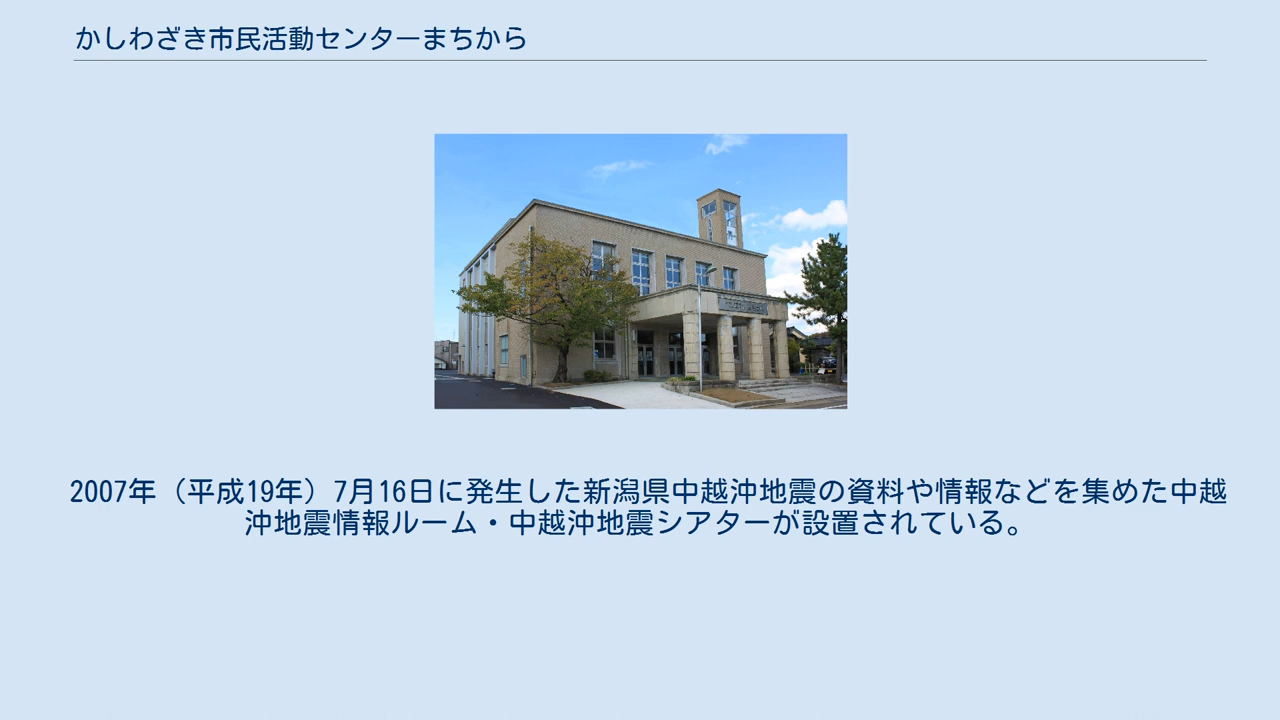 かしわざき市民活動センターまちから
2007年（平成19年）7月16日に発生した新潟県中越沖地震の資料や情報などを集めた中越
沖地震情報ルーム・中越沖地震シアターが設置されている。